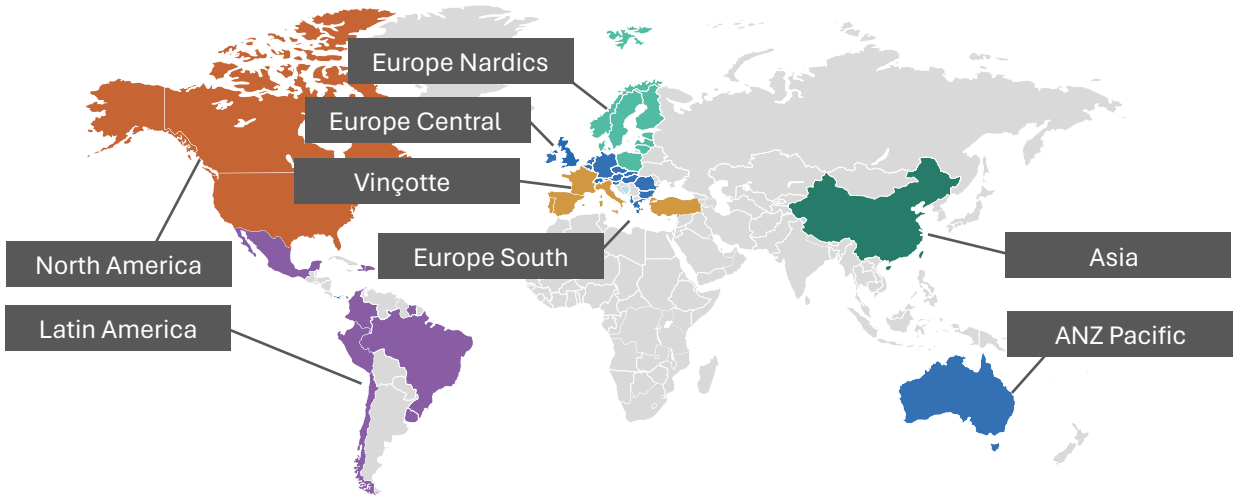 Europe Nardics
Europe Central
Vinçotte
Europe South
North America
Asia
Latin America
ANZ Pacific